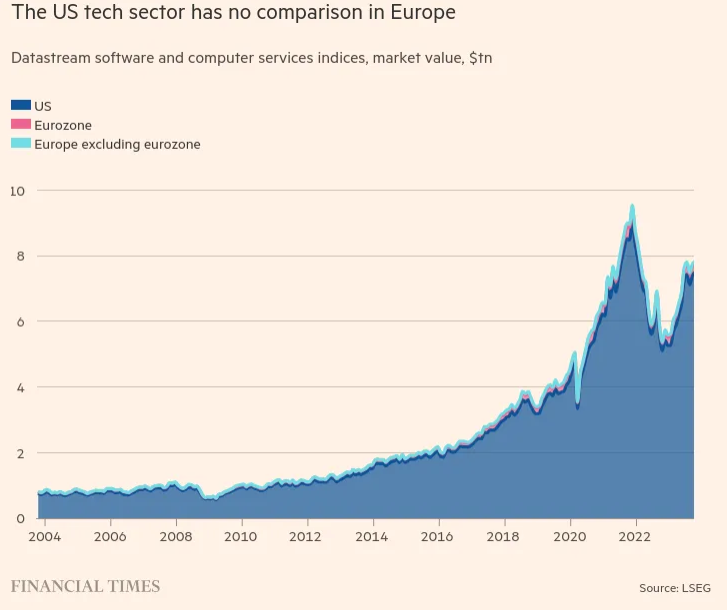 The US tech sector has no comparison in Europe
Datastream software and computer services indices, market value, $tn
US
Eurozone
Europe excluding eurozone
10
8
6
4
2
0
2004 2006 2008 2010 2012 2014 2016 2018 2020 2022
FINANCIAL TIMES
Source: LSEG